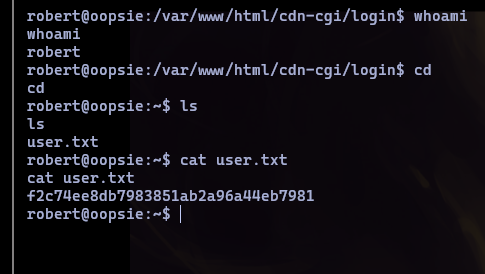 robert@oopsie:/var/www/html/cdn-cgi/login$ whoami
whoami
robert
robert@oopsie:/var/www/html/cdn-cgi/login$ cd
cd
robert@oopsie:~$ ls
ls
user.txt
robert@oopsie:~$ cat user.txt
cat user.txt
f2c74ee8db7983851ab2a96a44eb7981
robert@oopsie:~$